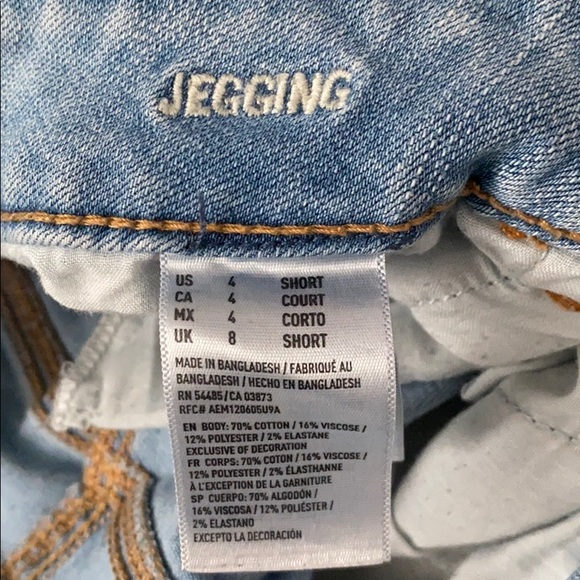 JEGGING
US 4 SHORT
CA 4 COURT
MX 4 CORTO
UK 8 SHORT
MADE IN BANGLADESH / FABRIQUÉ AU
BANGLADESH / HECHO EN BANGLADESH
RN 54485/CA 03873
RFC# AEM120605U9A
EN BODY: 70% COTTON / 16% VISCOSE /
12% POLYESTER / 2% ELASTANE
EXCLUSIVE OF DECORATION
FR CORPS: 70% COTON / 16% VISCOSE /
12% POLYESTER / 2% ÉLASTHANNE
À L'EXCEPTION DE LA GARNITURE
SP CUERPO: 70% ALGODÓN /
16% VISCOSA / 12% POLIÉSTER /
2% ELASTANO
EXCEPTO LA DECORACIÓN